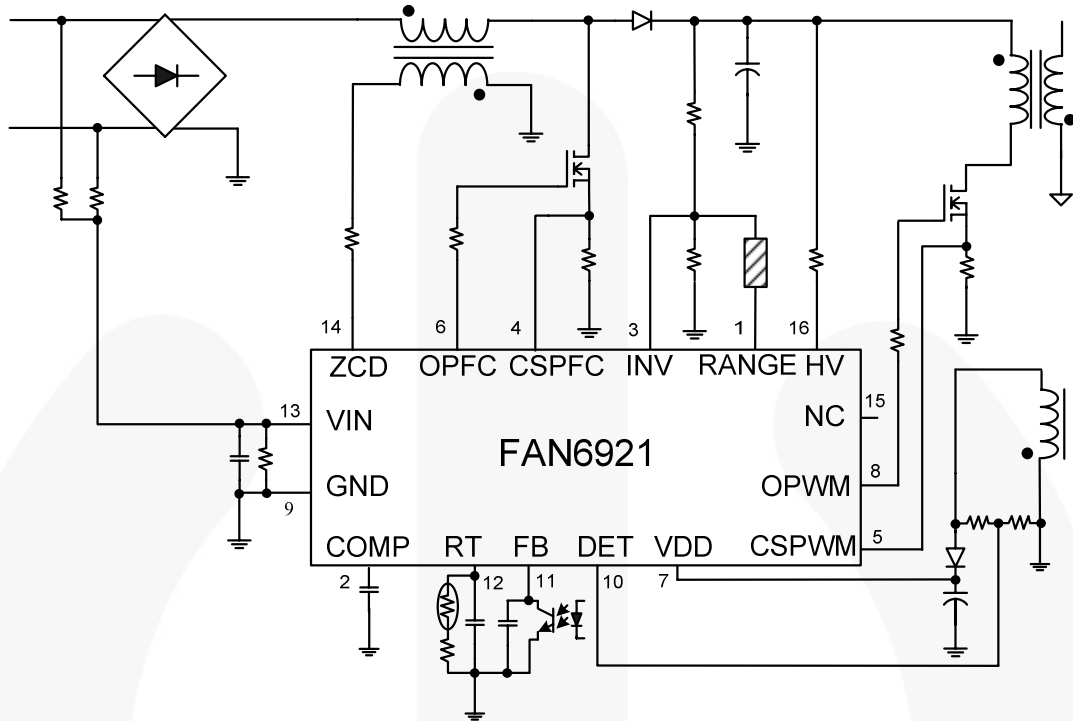 14 6 4 3 1 16
ZCD OPFC CSPFC INV RANGE HV
15
NC
13
VIN
FAN6921
8
OPWM
GND
9
5
CSPWM
COMP RT FB DET VDD
2 12 11 10 7